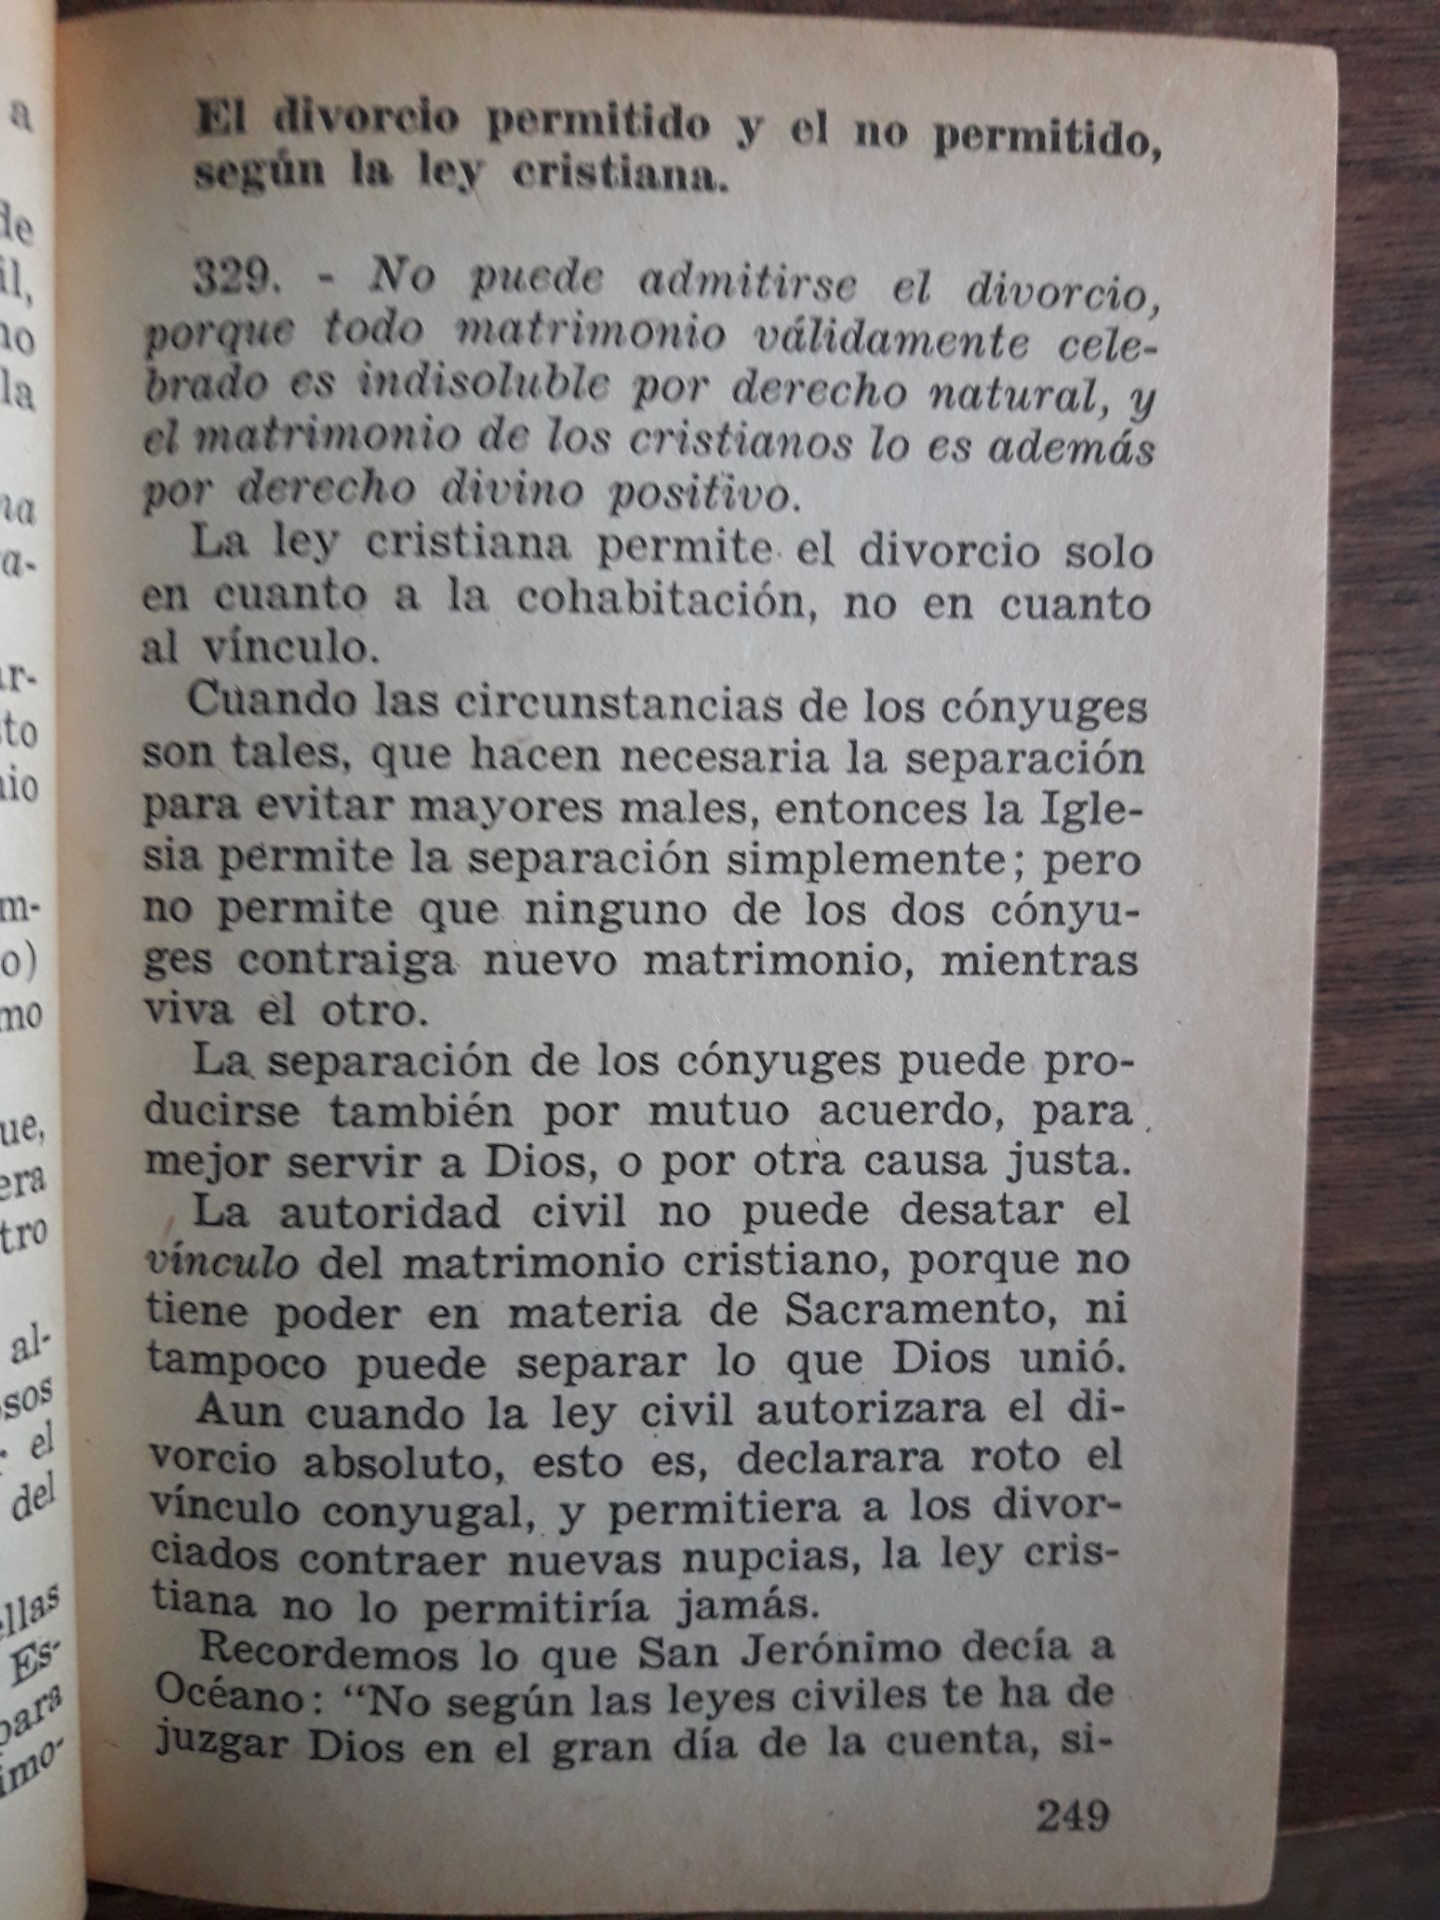 El divorcio permitido y el no permitido,
según la ley cristiana.
329. - No puede admitirse el divorcio,
porque todo matrimonio válidamente cele-
brado es indisoluble por derecho natural, y
el matrimonio de los cristianos lo es además
por derecho divino positivo.
La ley cristiana permite el divorcio solo
en cuanto a la cohabitación, no en cuanto
al vínculo.
Cuando las circunstancias de los cónyuges
son tales, que hacen necesaria la separación
para evitar mayores males, entonces la Igle-
sia permite la separación simplemente; pero
no permite que ninguno de los dos cónyu-
ges contraiga nuevo matrimonio, mientras
viva el otro.
La separación de los cónyuges puede pro-
ducirse también por mutuo acuerdo, para
mejor servir a Dios, o por otra causa justa.
La autoridad civil no puede desatar el
vínculo del matrimonio cristiano, porque no
tiene poder en materia de Sacramento, ni
tampoco puede separar lo que Dios unió.
Aun cuando la ley civil autorizara el di-
vorcio absoluto, esto es, declarara roto el
vínculo conyugal, y permitiera a los divor-
ciados contraer nuevas nupcias, la ley cris-
tiana no lo permitiría jamás.
Recordemos lo que San Jerónimo decía a
Océano: "No según las leyes civiles te ha de
juzgar Dios en el gran día de la cuenta, si-
249